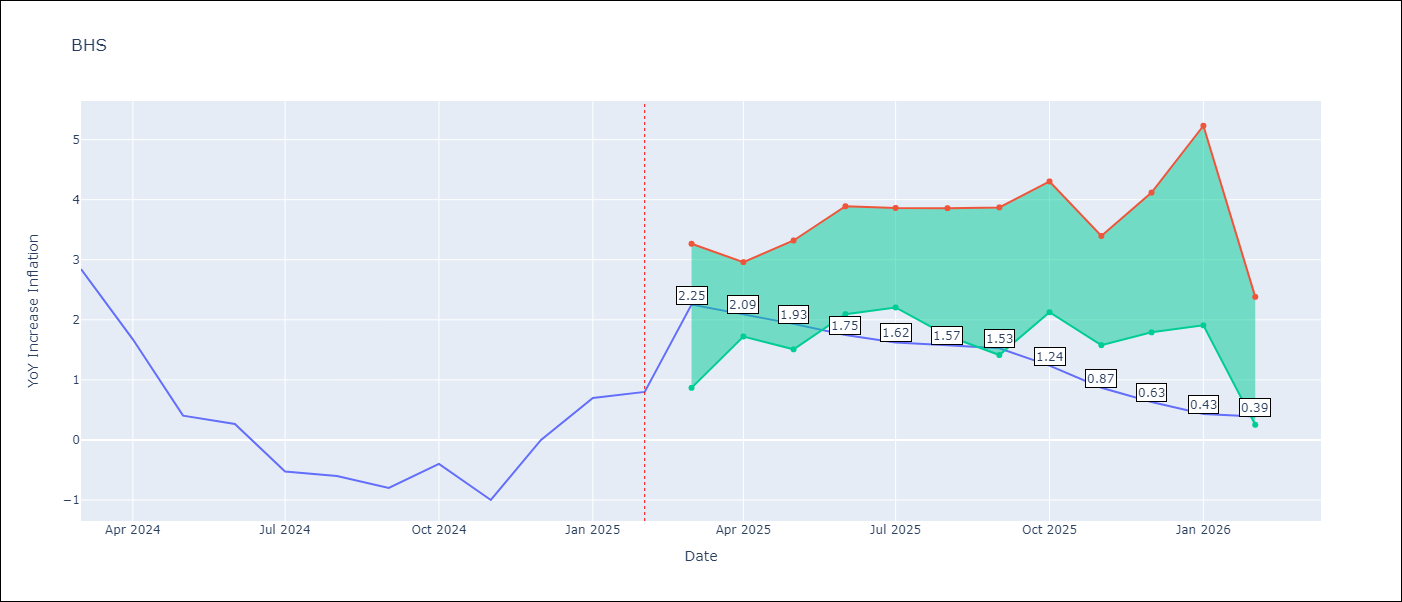 BHS
YoY Increase Inflation
5
4
3
2
1
0
−1
2.25
2.09
1.93
1.75
1.62
1.57
1.53
1.24
0.87
0.63
0.43
0.39
Apr 2024
Jul 2024
Oct 2024
Jan 2025
Apr 2025
Jul 2025
Oct 2025
Jan 2026
Date